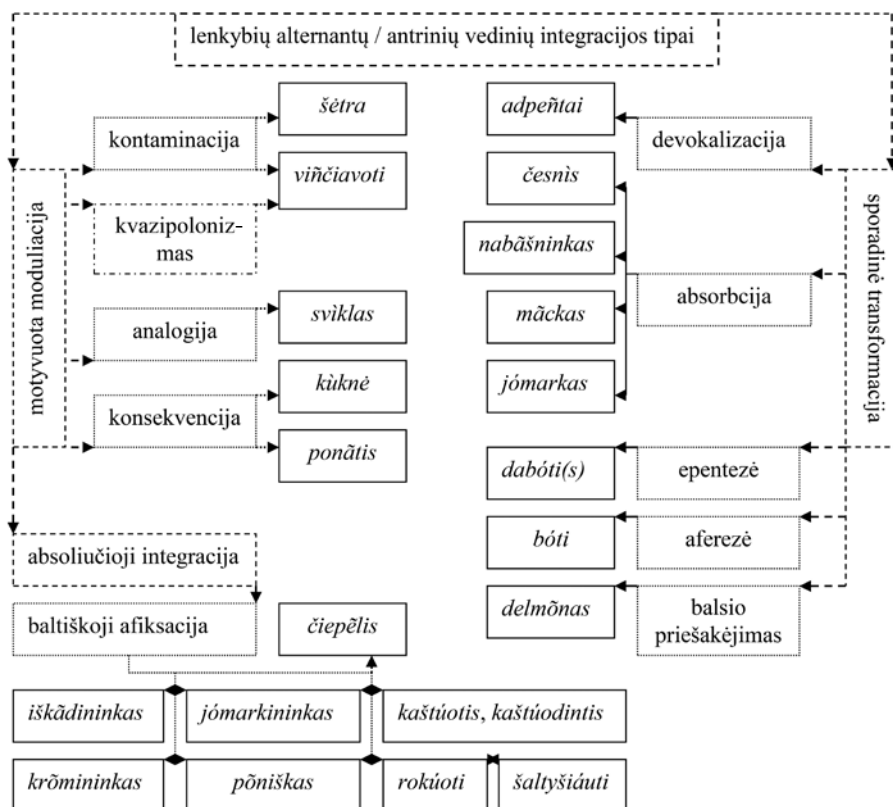 lenkybių alternantų / antrinių vedinių integracijos tipai
šėtra
adpeñtai
kontaminacija
devokalizacija
viñčiavoti
česnìs
kvazipoloniz-
mas
nabãšninkas
motyvuota moduliacija
sporadinė transformacija
absorbcija
analogija
svìklas
mãckas
kùknė
jómarkas
konsekvencija
ponãtis
dabóti(s)
epentezė
absoliučioji integracija
bóti
aferezė
baltiškoji afiksacija
čiepẽlis
delmõnas
balsio
priešakėjimas
iškãdininkas
jómarkininkas
kaštúotis, kaštúodintis
krõmininkas
põniškas
rokúoti
šaltyšiáuti